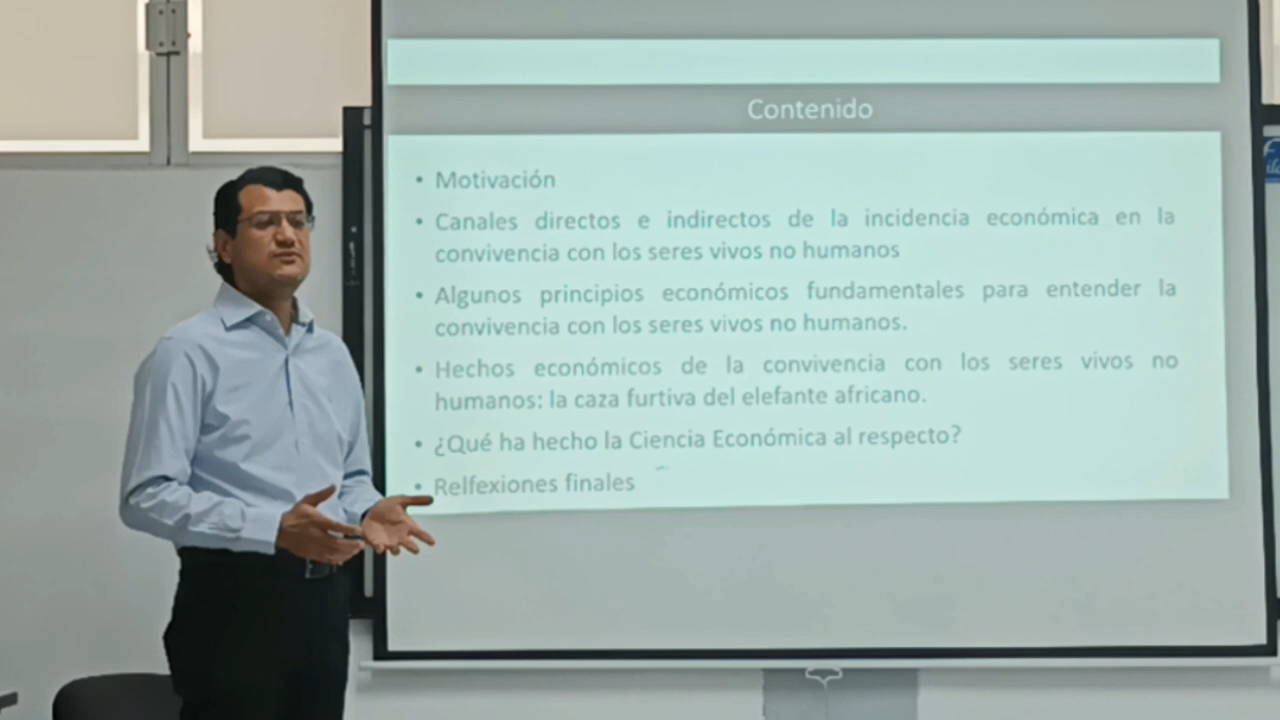 Contenido
• Motivación
• Canales directos e indirectos de la incidencia económica en la
convivencia con los seres vivos no humanos
• Algunos principios económicos fundamentales para entender la
convivencia con los seres vivos no humanos.
• Hechos económicos de la convivencia con los seres vivos no
humanos: la caza furtiva del elefante africano.
• ¿Qué ha hecho la Ciencia Económica al respecto?
• Relfexiones finales